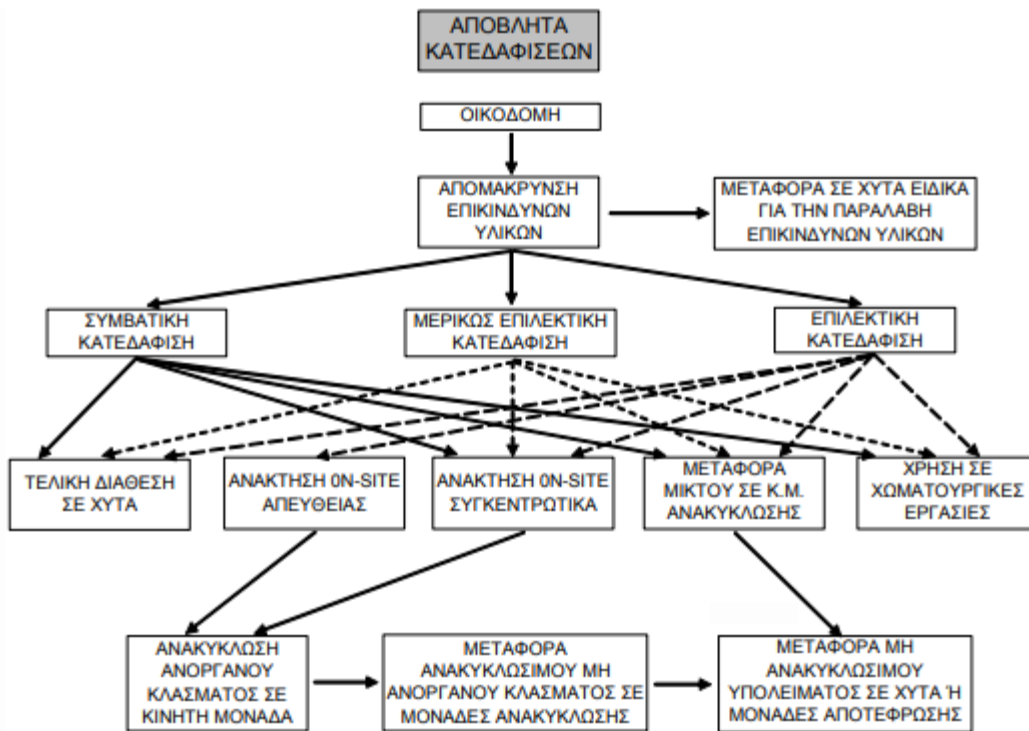 ΑΠΟΒΛΗΤΑ
ΚΑΤΕΔΑΦΙΣΕΩΝ
ΟΙΚΟΔΟΜΗ
ΑΠΟΜΑΚΡΥΝΣΗ
ΕΠΙΚΙΝΔΥΝΩΝ
ΥΛΙΚΩΝ
ΜΕΤΑΦΟΡΑ ΣΕ ΧΥΤΑ ΕΙΔΙΚΑ
ΓΙΑ ΤΗΝ ΠΑΡΑΛΑΒΗ
ΕΠΙΚΙΝΔΥΝΩΝ ΥΛΙΚΩΝ
ΣΥΜΒΑΤΙΚΗ
ΚΑΤΕΔΑΦΙΣΗ
ΜΕΡΙΚΩΣ ΕΠΙΛΕΚΤΙΚΗ
ΚΑΤΕΔΑΦΙΣΗ
ΕΠΙΛΕΚΤΙΚΗ
ΚΑΤΕΔΑΦΙΣΗ
ΤΕΛΙΚΗ ΔΙΑΘΕΣΗ
ΣΕ ΧΥΤΑ
ΑΝΑΚΤΗΣΗ 0N-SITE
ΑΠΕΥΘΕΙΑΣ
ΑΝΑΚΤΗΣΗ 0N-SITE
ΣΥΓΚΕΝΤΡΩΤΙΚΑ
ΜΕΤΑΦΟΡΑ
ΜΙΚΤΟΥ ΣΕ Κ.Μ.
ΑΝΑΚΥΚΛΩΣΗΣ
ΧΡΗΣΗ ΣΕ
ΧΩΜΑΤΟΥΡΓΙΚΕΣ
ΕΡΓΑΣΙΕΣ
ΑΝΑΚΥΚΛΩΣΗ
ΑΝΟΡΓΑΝΟΥ
ΚΛΑΣΜΑΤΟΣ ΣΕ
ΚΙΝΗΤΗ ΜΟΝΑΔΑ
ΜΕΤΑΦΟΡΑ
ΑΝΑΚΥΚΛΩΣΙΜΟΥ ΜΗ
ΑΝΟΡΓΑΝΟΥ ΚΛΑΣΜΑΤΟΣ ΣΕ
ΜΟΝΑΔΕΣ ΑΝΑΚΥΚΛΩΣΗΣ
ΜΕΤΑΦΟΡΑ ΜΗ
ΑΝΑΚΥΚΛΩΣΙΜΟΥ
ΥΠΟΛΕΙΜΑΤΟΣ ΣΕ ΧΥΤΑ Ή
ΜΟΝΑΔΕΣ ΑΠΟΤΕΦΡΩΣΗΣ